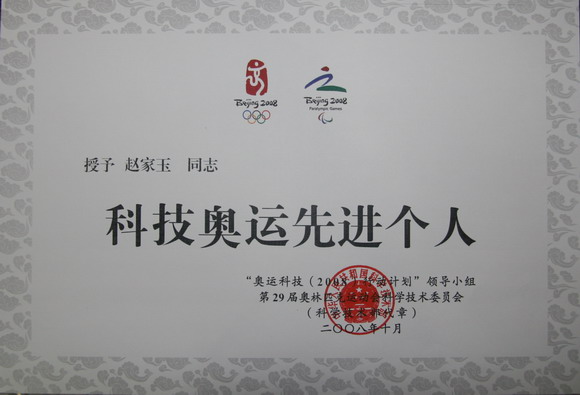 Beijing 2008
Beijing 2008
Paralympic Games
授予 赵家玉 同志
科技奥运先进个人
“奥运科技(2008)行动计划”领导小组
第29届奥林匹克运动会科学技术委员会
(科学技术部代章)
二〇〇八年十月